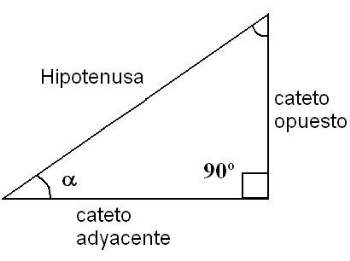 Hipotenusa
cateto
opuesto
90º
α
cateto
adyacente